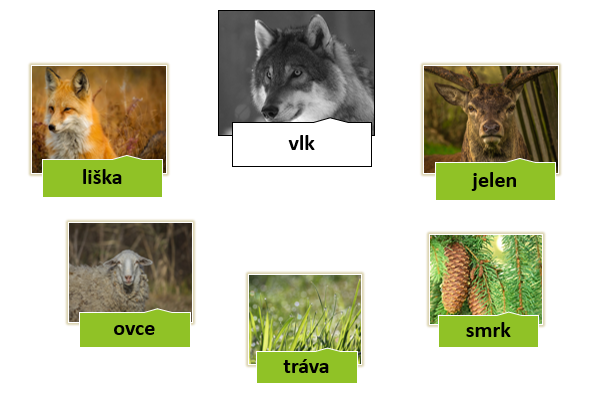 vlk
liška
jelen
ovce
smrk
tráva